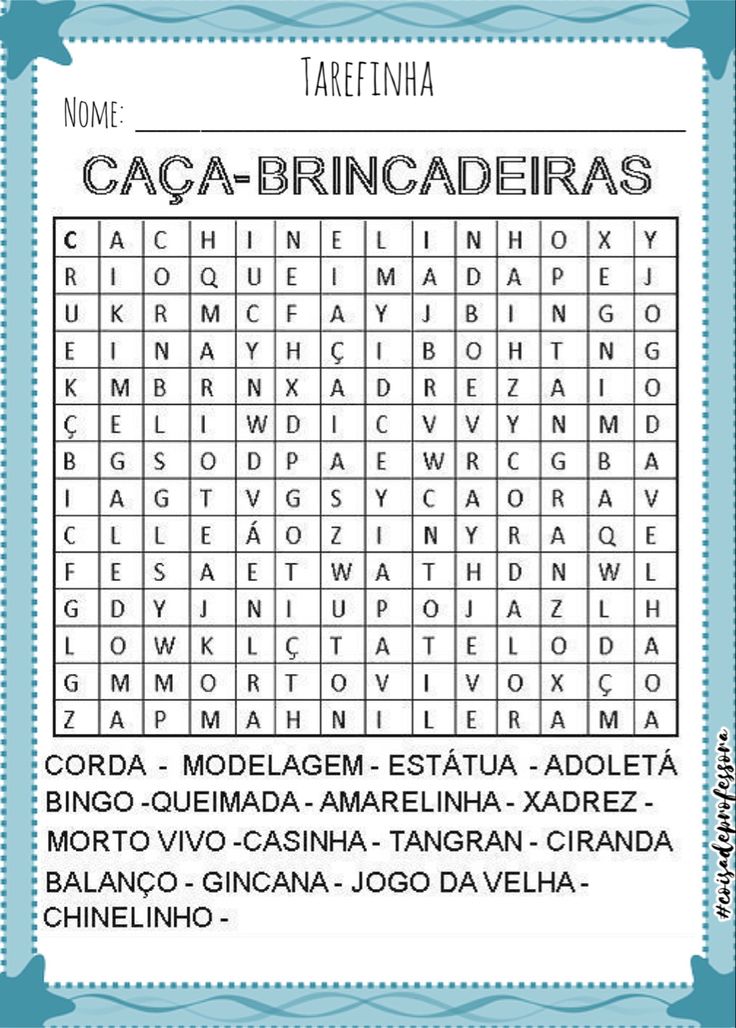 TAREFINHA
NOME:
CAÇA-BRINCADEIRAS
C A C H I N E L I N H O X Y
R I O Q U E I M A D A P E J
U K R M C F A Y J B I N G O
E I N A Y H Ç I B O H T N G
K M B R N X A D R E Z A I O
Ç E L I W D I C V V Y N M D
B G S O D P A E W R C G B A
I A G T V G S Y C A O R A V
C L L E Á O Z I N Y R A Q E
F E S A E T W A T H D N W L
G D Y J N I U P O J A Z L H
L O W K L Ç T A T E L O D A
G M M O R T O V I V O X Ç O
Z A P M A H N I L E R A M A
CORDA - MODELAGEM - ESTÁTUA - ADOLETÁ
BINGO -QUEIMADA - AMARELINHA - XADREZ -
MORTO VIVO -CASINHA - TANGRAN - CIRANDA
BALANÇO - GINCANA - JOGO DA VELHA -
CHINELINHO -
#coisadeprofessora